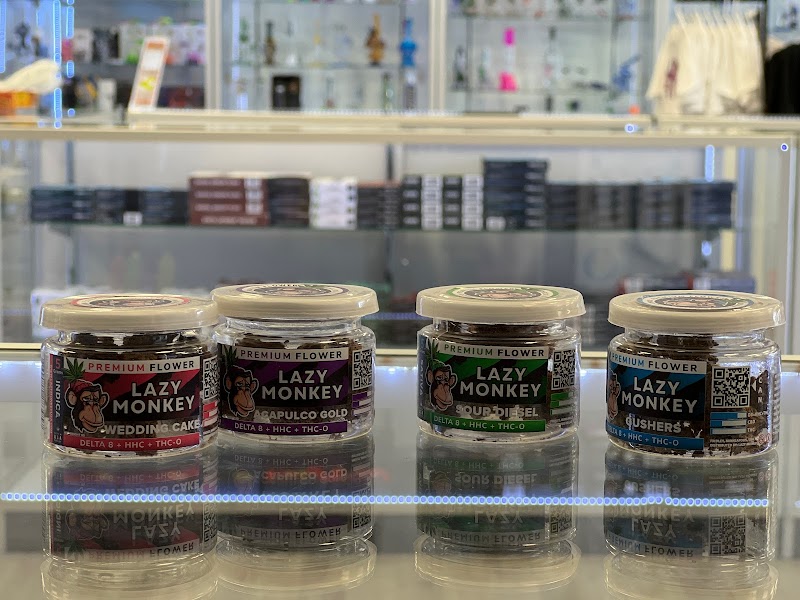 INDICA
PREMIUM FLOWER
LAZY
MONKEY
WEDDING CAKE
DELTA 8 + HHC + THC-O
PREMIUM FLOWER
LAZY
MONKEY
ACAPULCO GOLD
DELTA 8 + HHC + THC-O
PREMIUM FLOWER
LAZY
MONKEY
SOUR DIESEL
DELTA 8 + HHC + THC-O
PREMIUM FLOWER
LAZY
MONKEY
GUSHERS
DELTA 8 + HHC + THC-O